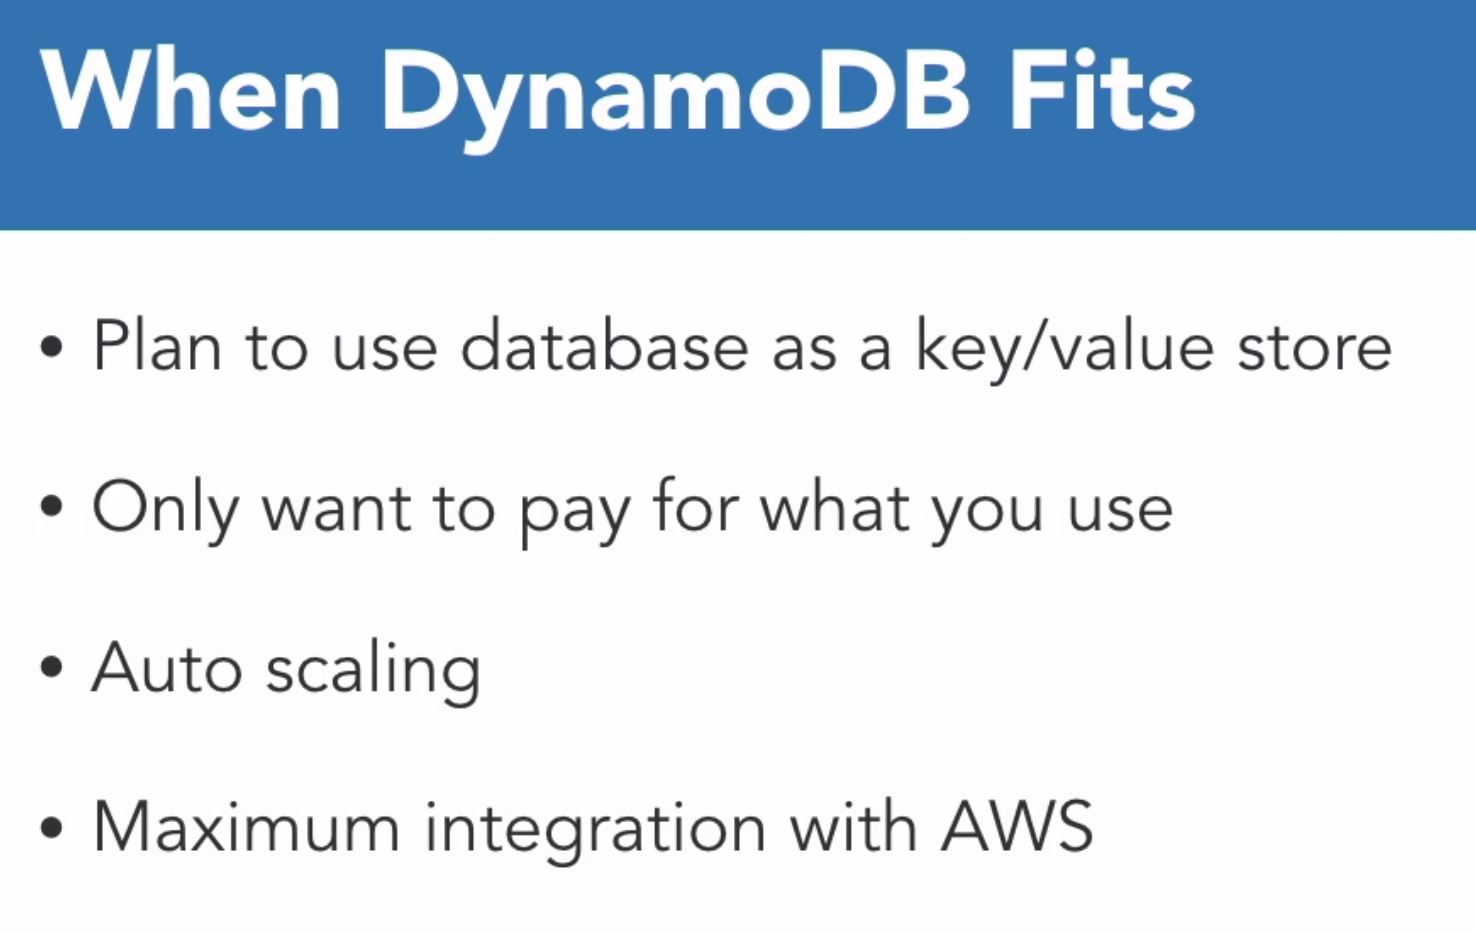 When DynamoDB Fits
• Plan to use database as a key/value store
• Only want to pay for what you use
• Auto scaling
• Maximum integration with AWS